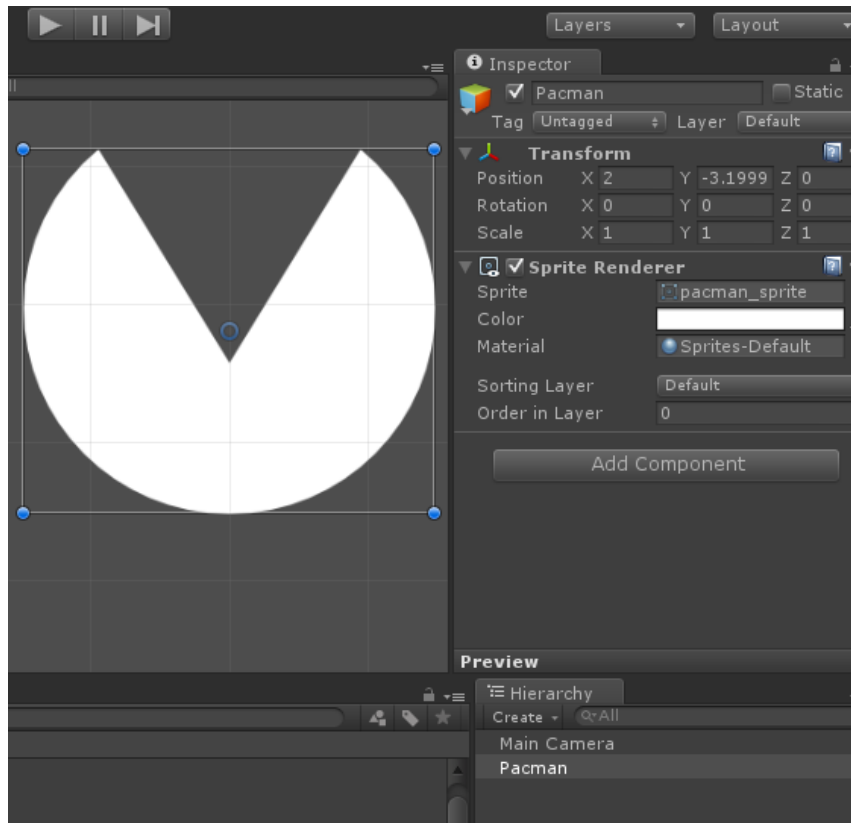 Layers Layout
Inspector
Pacman Static
Tag Untagged Layer Default
Transform
Position X 2 Y -3.1999 Z 0
Rotation X 0 Y 0 Z 0
Scale X 1 Y 1 Z 1
Sprite Renderer
Sprite pacman_sprite
Color
Material Sprites-Default
Sorting Layer Default
Order in Layer 0
Add Component
Preview
Hierarchy
Create All
Main Camera
Pacman